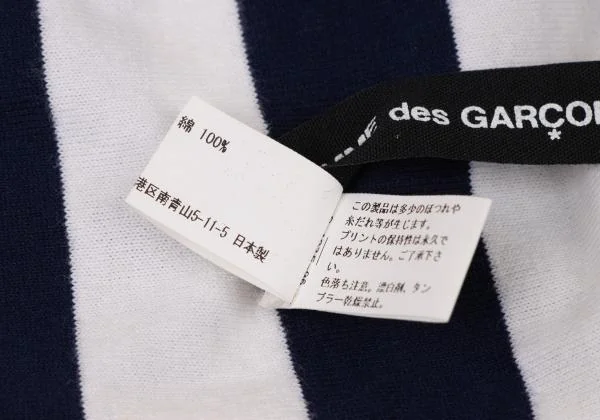 des GARÇON
綿 100%
港区南青山5-11-5 日本製
この製品は多少のほつれや
糸だれ等が生じます。
プリントの保持性は永久で
はありません。ご了承下さ
い。
色落ち注意。漂白剤、タン
ブラー乾燥禁止。